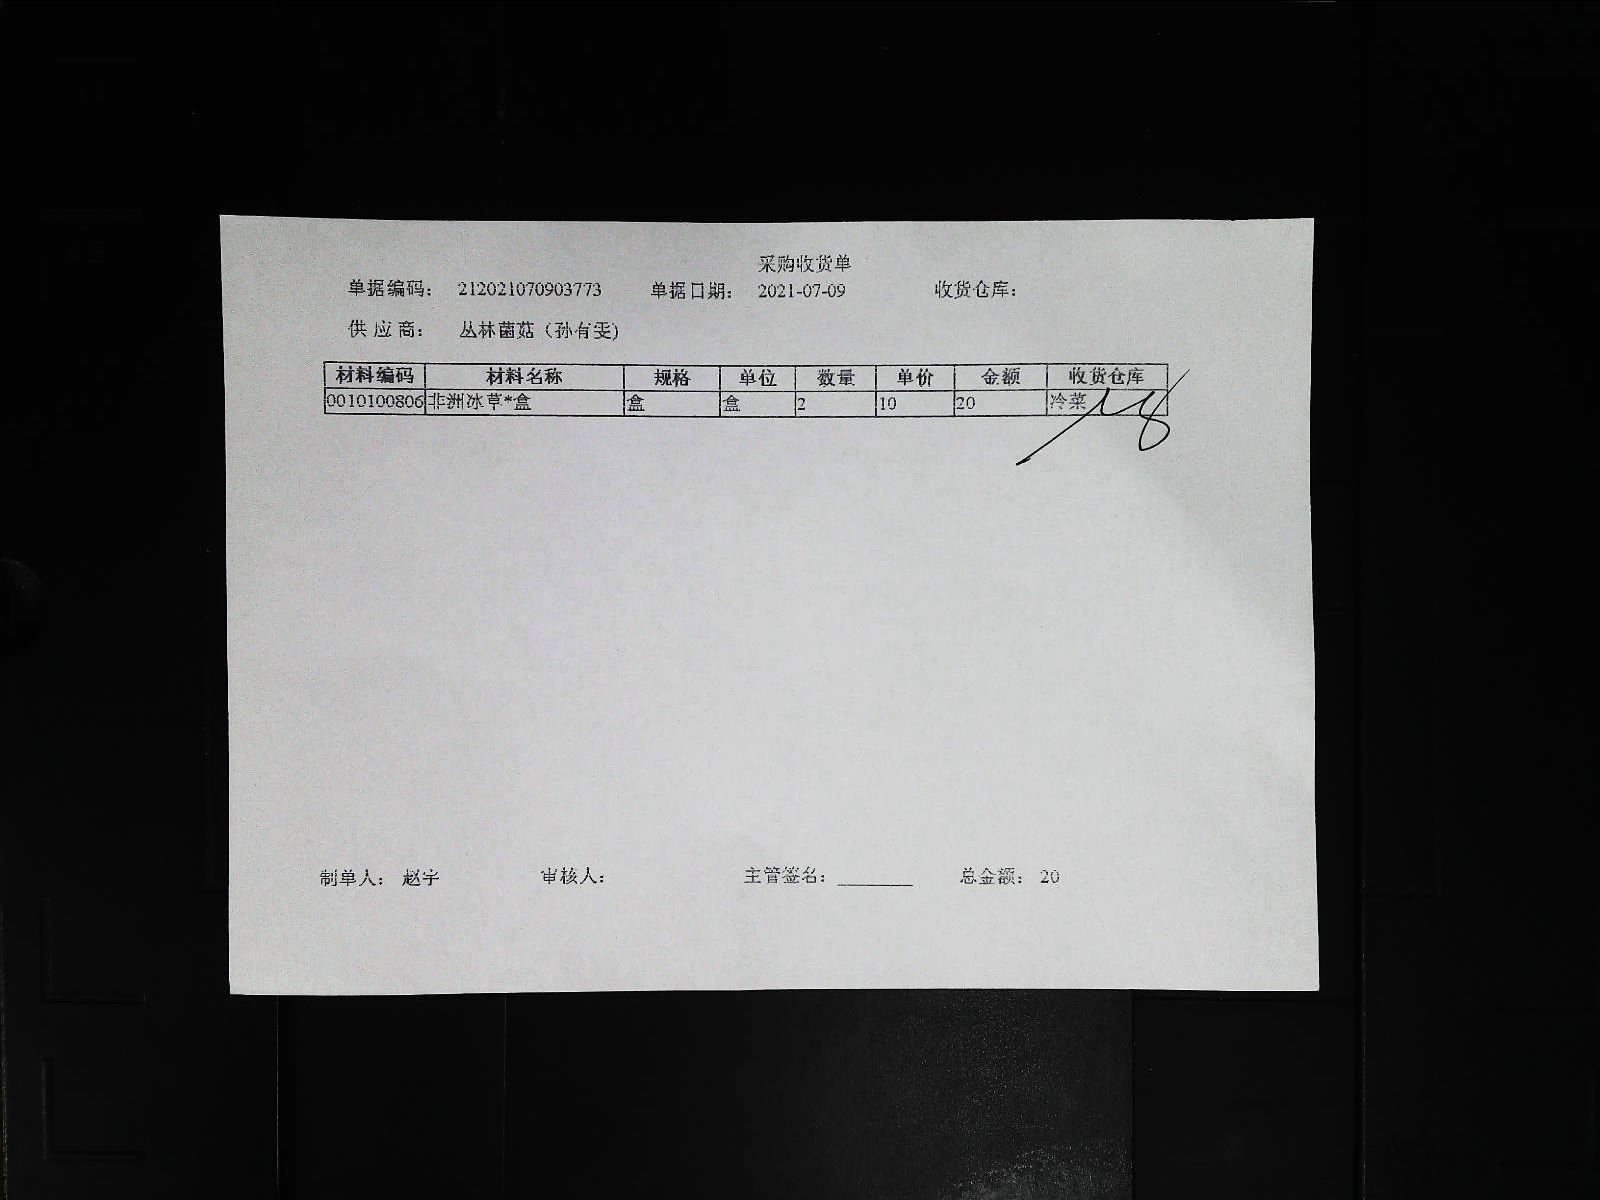 采购收货单
单据编码： 212021070903773 单据日期： 2021-07-09 收货仓库：
供 应 商： 丛林菌菇（孙有雯）
材料编码 材料名称 规格 单位 数量 单价 金额 收货仓库
0010100806 非洲冰草*盒 盒 盒 2 10 20 冷菜
制单人： 赵宇 审核人： 主管签名： ________ 总金额： 20